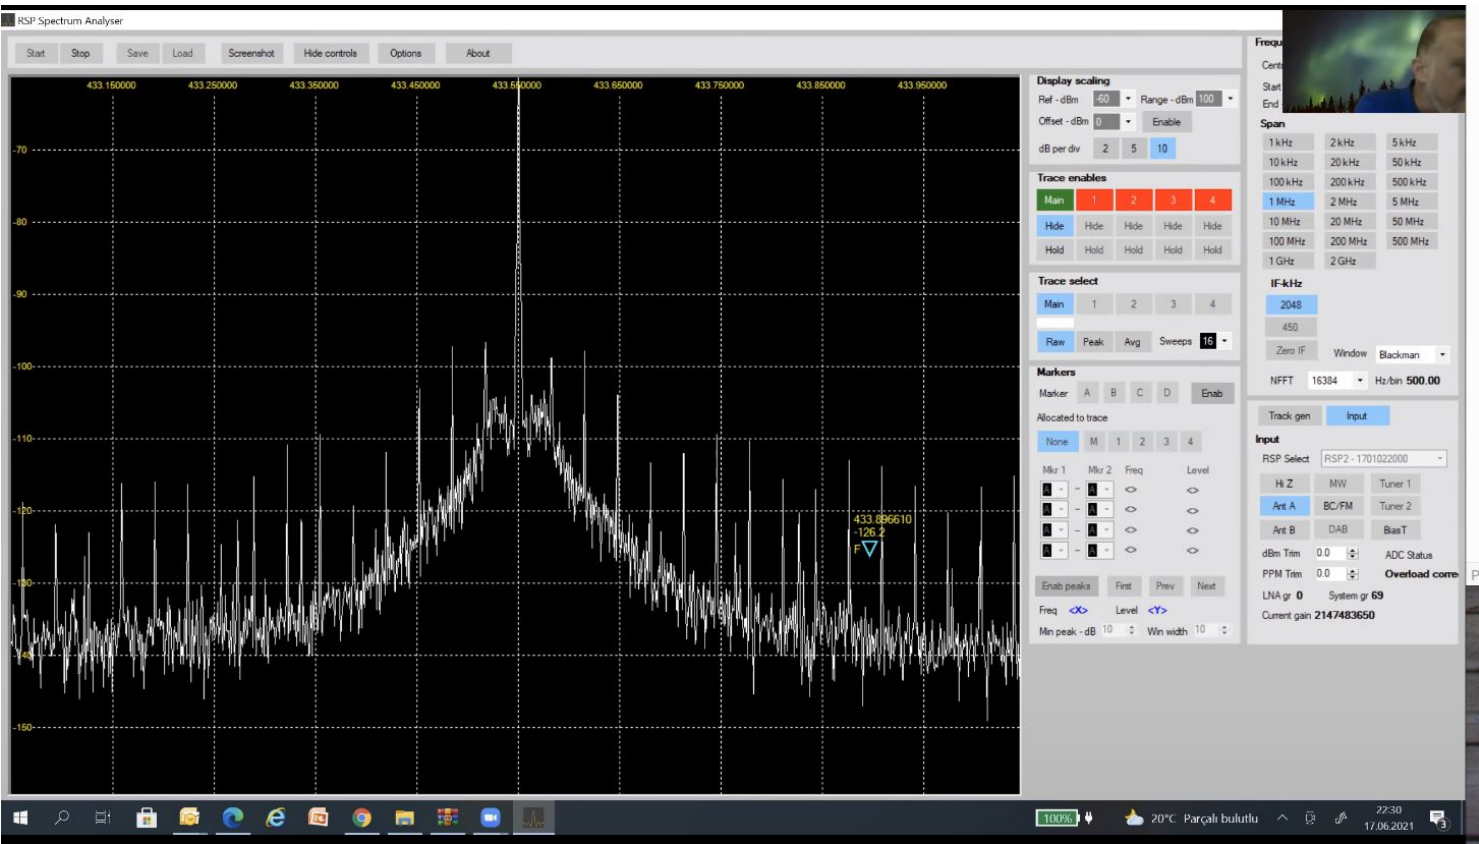 RSP Spectrum Analyser
Start Stop Save Load Screenshot Hide controls Options About
433.150000 433.250000 433.350000 433.450000 433.550000 433.650000 433.750000 433.850000 433.950000
-70
-80
-90
-100
-110
-120
-130
-140
-150
433.896610
-126.2
F
Display scaling
Ref - dBm -60 Range - dBm 100
Offset - dBm 0 Enable
dB per div 2 5 10
Trace enables
Main 1 2 3 4
Hide Hide Hide Hide Hide
Hold Hold Hold Hold Hold
Trace select
Main 1 2 3 4
Raw Peak Avg Sweeps 16
Markers
Marker A B C D Enab
Allocated to trace
None M 1 2 3 4
Mkr 1 Mkr 2 Freq Level
A - A <> <>
A - A <> <>
A - A <> <>
A - A <> <>
Enab peaks First Prev Next
Freq <X> Level <Y>
Min peak - dB 10 Win width 10
Frequ
Cent
Start
End
Span
1 kHz 2 kHz 5 kHz
10 kHz 20 kHz 50 kHz
100 kHz 200 kHz 500 kHz
1 MHz 2 MHz 5 MHz
10 MHz 20 MHz 50 MHz
100 MHz 200 MHz 500 MHz
1 GHz 2 GHz
IF-kHz
2048
450
Zero IF Window Blackman
NFFT 16384 Hz/bin 500.00
Track gen Input
Input
RSP Select RSP2 - 1701022000
Hi Z MW Tuner 1
Ant A BC/FM Tuner 2
Ant B DAB BiasT
dBm Trim 0.0 ADC Status
PPM Trim 0.0 Overload corre
LNA gr 0 System gr 69
Current gain 2147483650
P
100% 20°C Parçalı bulutlu 22:30
17.06.2021 3